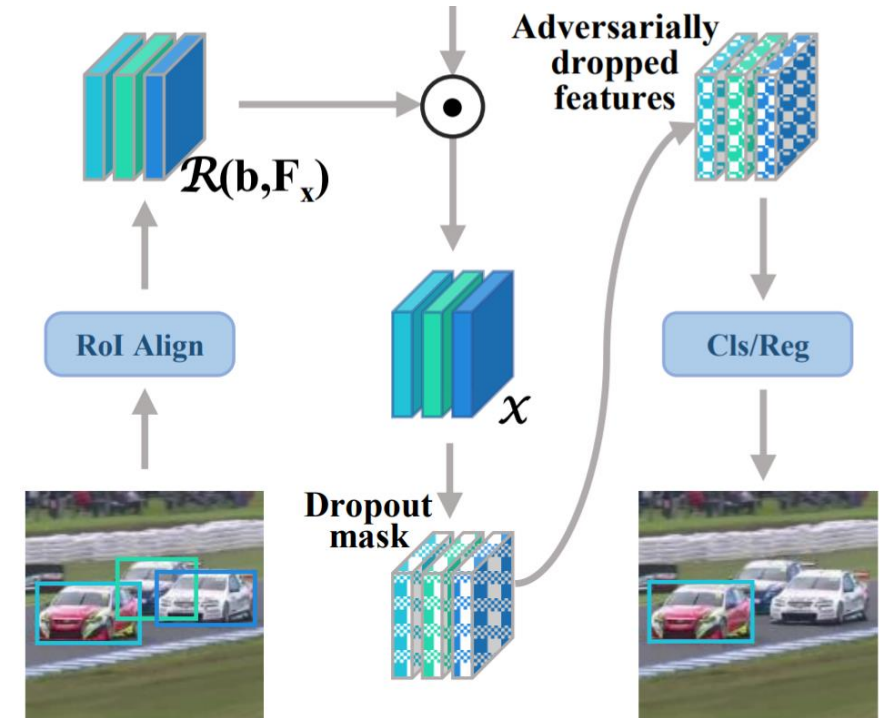 Adversarially
dropped
features
𝓡(b,Fₓ)
RoI Align
Cls/Reg
𝓧
Dropout
mask